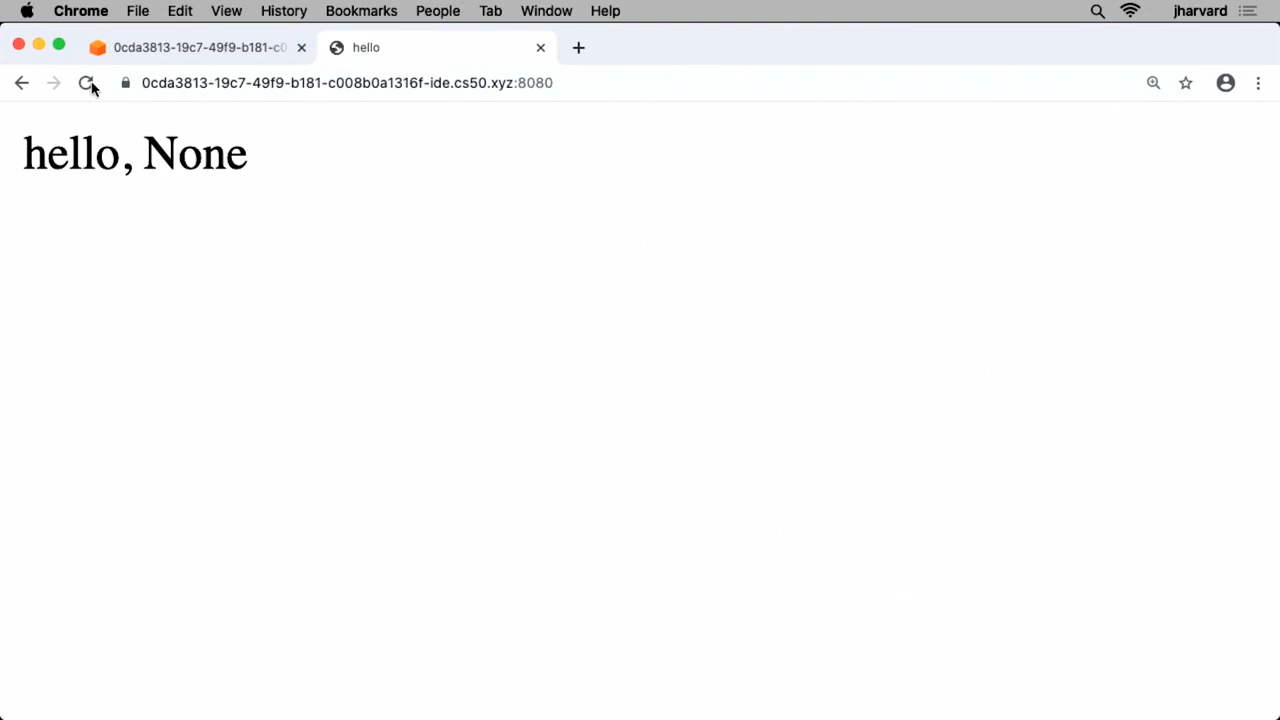 Chrome File Edit View History Bookmarks People Tab Window Help jharvard
0cda3813-19c7-49f9-b181-c0 hello
0cda3813-19c7-49f9-b181-c008b0a1316f-ide.cs50.xyz:8080
hello, None